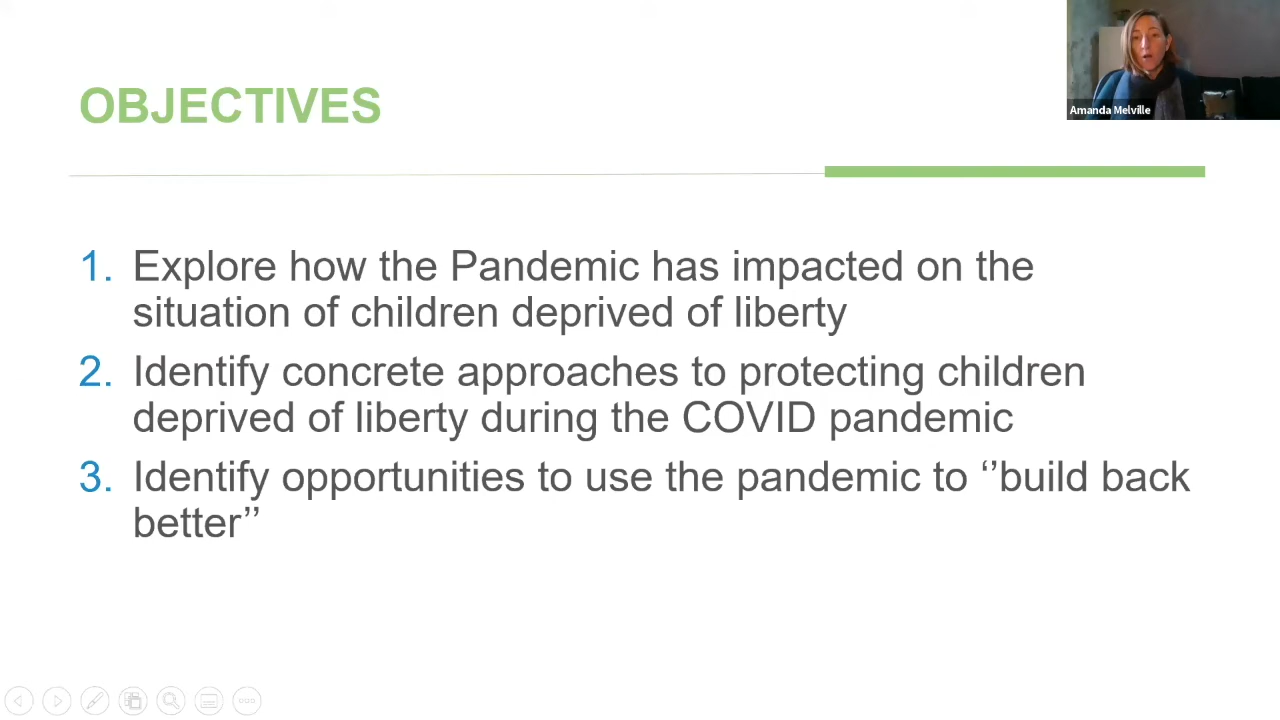 OBJECTIVES
Amanda Melville
1. Explore how the Pandemic has impacted on the
situation of children deprived of liberty
2. Identify concrete approaches to protecting children
deprived of liberty during the COVID pandemic
3. Identify opportunities to use the pandemic to ‘’build back
better’’